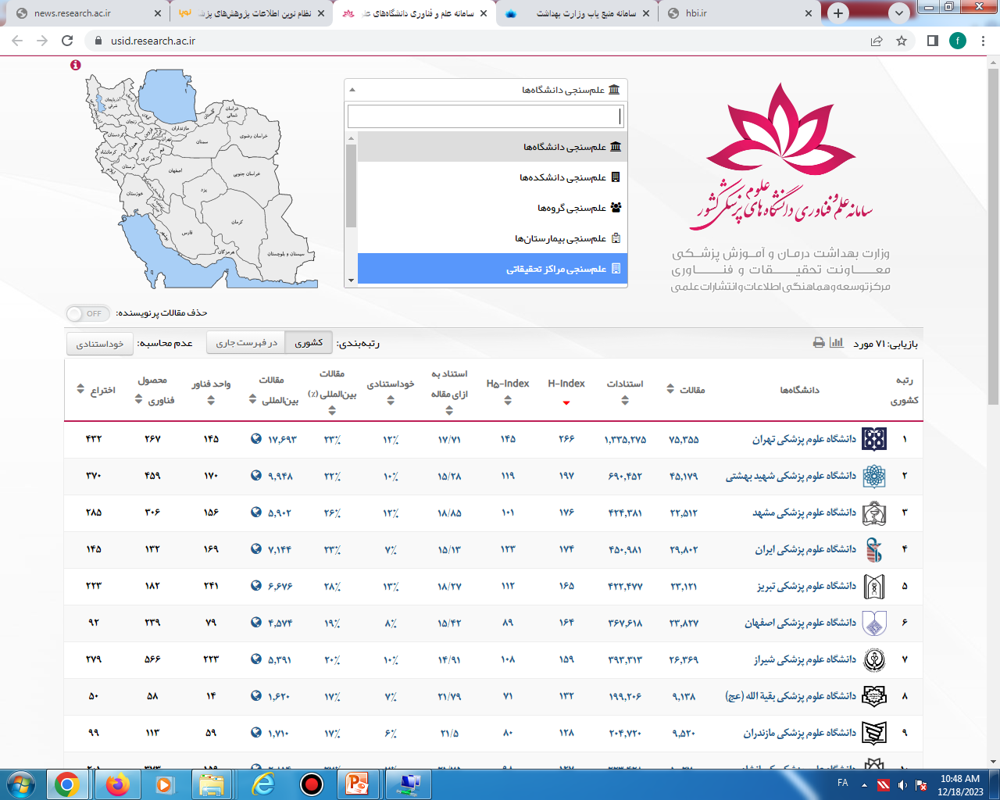 news.research.ac.ir
نظام نوین اطلاعات پژوهش‌های پزش
سامانه علم و فناوری دانشگاه‌های عل
سامانه منبع یاب وزارت بهداشت
hbi.ir
usid.research.ac.ir
f
علم‌سنجی دانشگاه‌ها
علم‌سنجی دانشگاه‌ها
علم‌سنجی دانشکده‌ها
علم‌سنجی گروه‌ها
علم‌سنجی بیمارستان‌ها
علم‌سنجی مراکز تحقیقاتی
آذربایجان شرقی
زنجان
کردستان
کرمانشاه
لرستان
مرکزی
قم
تهران
مازندران
گلستان
خراسان شمالی
خراسان رضوی
سمنان
اصفهان
یزد
خراسان جنوبی
خوزستان
فارس
کرمان
بوشهر
هرمزگان
سیستان و بلوچستان
سامانه علم و فناوری دانشگاه های علوم پزشکی کشور
وزارت بهداشت درمان و آموزش پزشکی
معاونت تحقیقات و فناوری
مرکز توسعه و هماهنگی اطلاعات و انتشارات علمی
حذف مقالات پرنویسنده: OFF
بازیابی: ۷۱ مورد
رتبه‌بندی: کشوری در فهرست جاری
عدم محاسبه: خوداستنادی
رتبه کشوری دانشگاه‌ها مقالات استنادات H-Index H۵-Index استناد به ازای مقاله خوداستنادی مقالات بین‌المللی (٪) مقالات بین‌المللی واحد فناور محصول فناوری اختراع
۱ دانشگاه علوم پزشکی تهران ۷۵,۳۵۵ ۱,۳۳۵,۲۷۵ ۲۶۶ ۱۴۵ ۱۷/۷۱ ۱۲٪ ۲۳٪ ۱۷,۶۹۳ ۱۴۵ ۲۶۷ ۴۳۲
۲ دانشگاه علوم پزشکی شهید بهشتی ۴۵,۱۷۹ ۶۹۰,۴۵۲ ۱۹۷ ۱۱۹ ۱۵/۲۸ ۱۰٪ ۲۲٪ ۹,۹۴۸ ۱۷۰ ۴۵۹ ۳۷۰
۳ دانشگاه علوم پزشکی مشهد ۲۲,۵۱۲ ۴۲۴,۳۸۱ ۱۷۶ ۱۰۱ ۱۸/۸۵ ۱۲٪ ۲۶٪ ۵,۹۰۲ ۱۵۶ ۳۰۶ ۲۸۵
۴ دانشگاه علوم پزشکی ایران ۲۹,۸۰۲ ۴۵۰,۹۸۱ ۱۷۴ ۱۲۳ ۱۵/۱۳ ۷٪ ۲۳٪ ۷,۱۴۴ ۱۶۹ ۱۳۲ ۱۴۵
۵ دانشگاه علوم پزشکی تبریز ۲۳,۱۲۱ ۴۲۲,۴۷۷ ۱۶۵ ۱۱۲ ۱۸/۲۷ ۱۳٪ ۲۸٪ ۶,۶۷۶ ۲۴۱ ۱۸۲ ۲۲۳
۶ دانشگاه علوم پزشکی اصفهان ۲۳,۸۲۷ ۳۶۷,۶۱۸ ۱۶۴ ۸۹ ۱۵/۴۲ ۸٪ ۱۹٪ ۴,۵۷۴ ۷۹ ۲۳۹ ۹۲
۷ دانشگاه علوم پزشکی شیراز ۲۶,۳۶۹ ۳۹۳,۳۱۳ ۱۵۹ ۱۰۸ ۱۴/۹۱ ۱۰٪ ۲۰٪ ۵,۳۹۱ ۲۲۳ ۵۶۶ ۲۷۹
۸ دانشگاه علوم پزشکی بقیة الله (عج) ۹,۱۳۸ ۱۹۹,۲۰۶ ۱۳۲ ۷۱ ۲۱/۷۹ ۷٪ ۱۷٪ ۱,۶۲۰ ۱۴ ۵۸ ۵۰
۹ دانشگاه علوم پزشکی مازندران ۹,۵۲۰ ۲۰۴,۷۲۰ ۱۲۸ ۸۰ ۲۱/۵ ۶٪ ۱۷٪ ۱,۷۱۰ ۵۹ ۱۱۳ ۹۹
FA
10:48 AM
12/18/2023